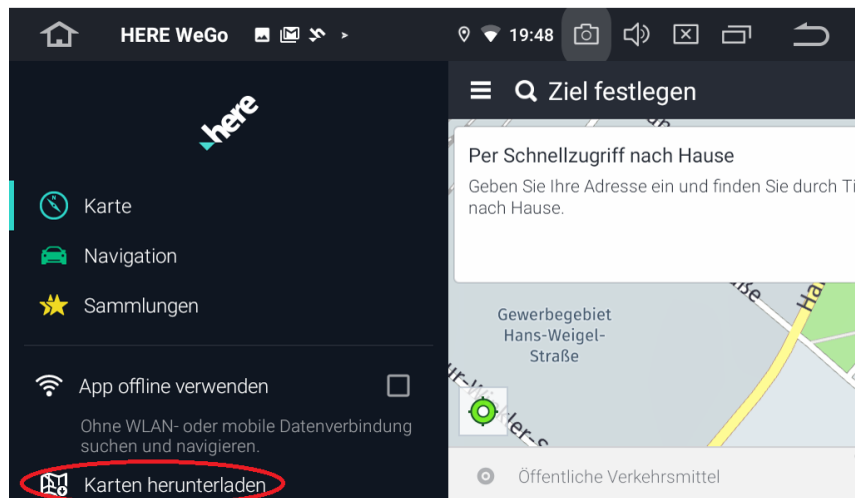 HERE WeGo
19:48
here
Karte
Navigation
Sammlungen
App offline verwenden
Ohne WLAN- oder mobile Datenverbindung
suchen und navigieren.
Karten herunterladen
Ziel festlegen
Per Schnellzugriff nach Hause
Geben Sie Ihre Adresse ein und finden Sie durch Ti
nach Hause.
Gewerbegebiet
Hans-Weigel-
Straße
Öffentliche Verkehrsmittel